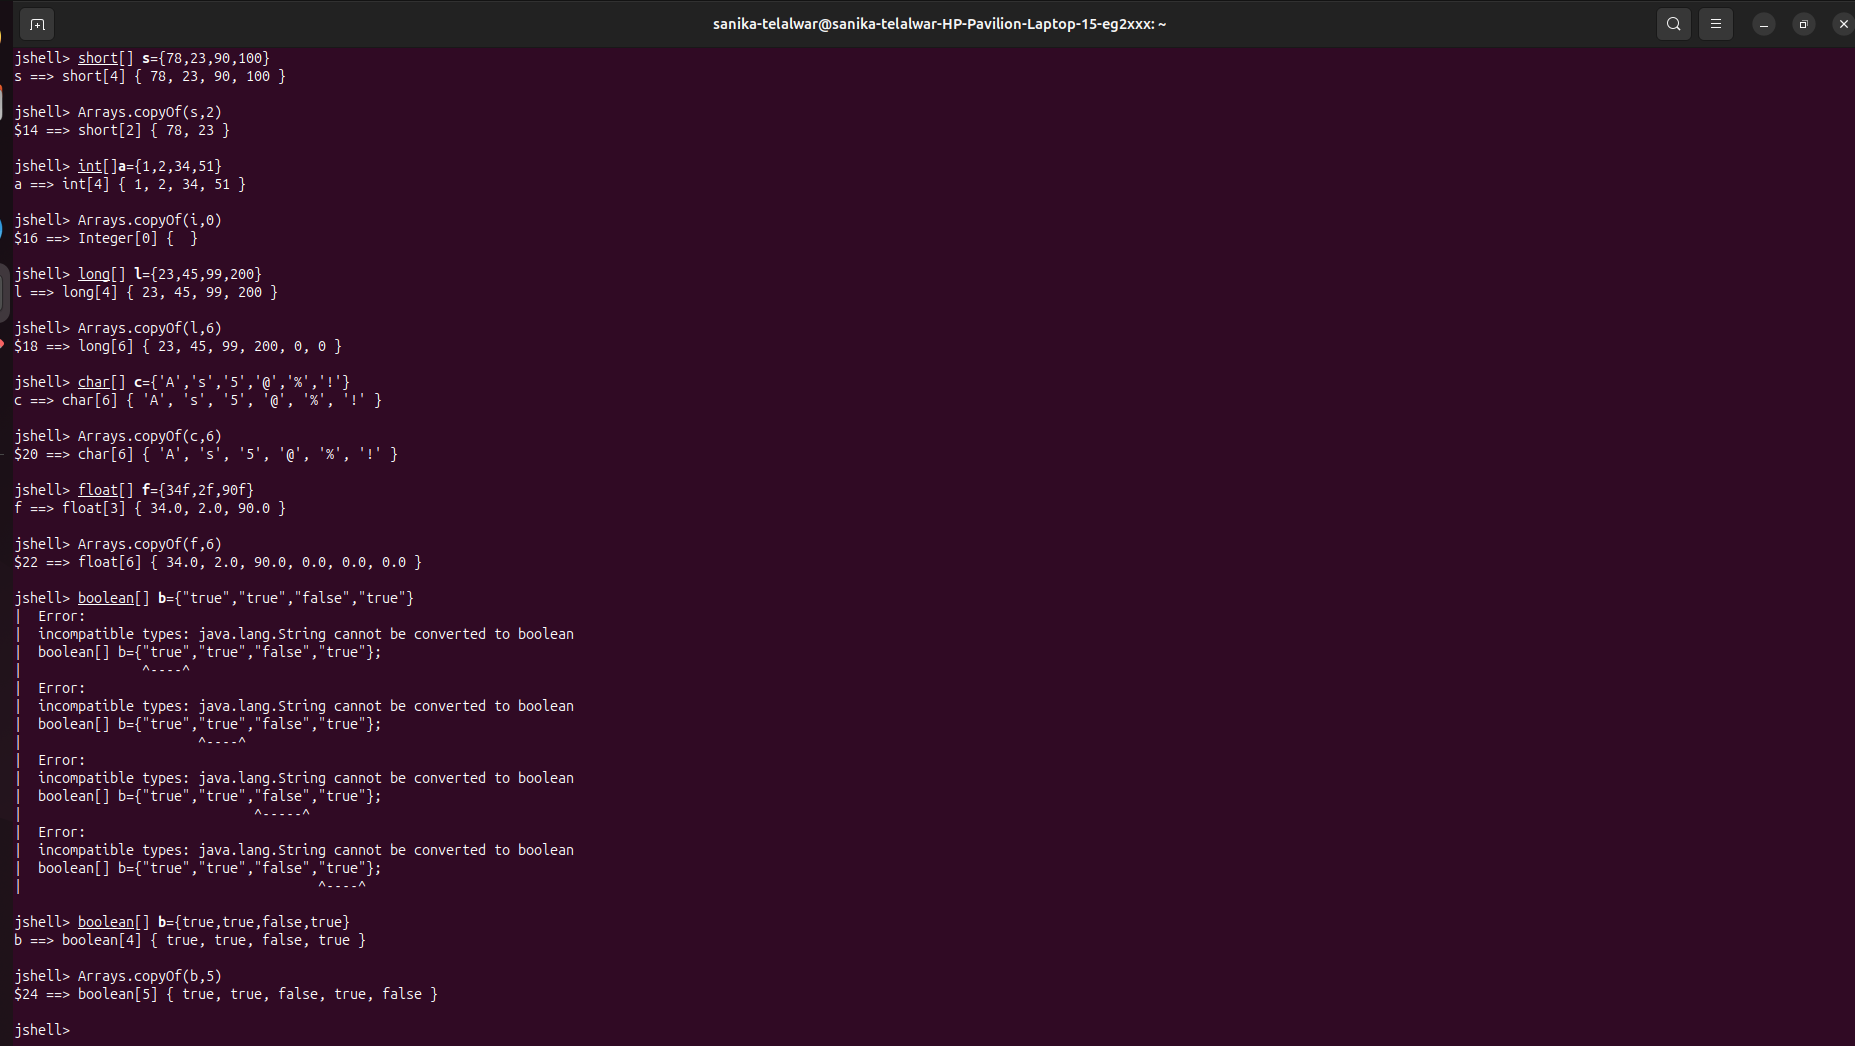 sanika-telalwar@sanika-telalwar-HP-Pavilion-Laptop-15-eg2xxx: ~
jshell> short[] s={78,23,90,100}
s ==> short[4] { 78, 23, 90, 100 }
jshell> Arrays.copyOf(s,2)
$14 ==> short[2] { 78, 23 }
jshell> int[]a={1,2,34,51}
a ==> int[4] { 1, 2, 34, 51 }
jshell> Arrays.copyOf(i,0)
$16 ==> Integer[0] {  }
jshell> long[] l={23,45,99,200}
l ==> long[4] { 23, 45, 99, 200 }
jshell> Arrays.copyOf(l,6)
$18 ==> long[6] { 23, 45, 99, 200, 0, 0 }
jshell> char[] c={'A','s','5','@','%','!'}
c ==> char[6] { 'A', 's', '5', '@', '%', '!' }
jshell> Arrays.copyOf(c,6)
$20 ==> char[6] { 'A', 's', '5', '@', '%', '!' }
jshell> float[] f={34f,2f,90f}
f ==> float[3] { 34.0, 2.0, 90.0 }
jshell> Arrays.copyOf(f,6)
$22 ==> float[6] { 34.0, 2.0, 90.0, 0.0, 0.0, 0.0 }
jshell> boolean[] b={"true","true","false","true"}
|  Error:
|  incompatible types: java.lang.String cannot be converted to boolean
|  boolean[] b={"true","true","false","true"};
|               ^----^
|  Error:
|  incompatible types: java.lang.String cannot be converted to boolean
|  boolean[] b={"true","true","false","true"};
|                      ^----^
|  Error:
|  incompatible types: java.lang.String cannot be converted to boolean
|  boolean[] b={"true","true","false","true"};
|                             ^-----^
|  Error:
|  incompatible types: java.lang.String cannot be converted to boolean
|  boolean[] b={"true","true","false","true"};
|                                     ^----^
jshell> boolean[] b={true,true,false,true}
b ==> boolean[4] { true, true, false, true }
jshell> Arrays.copyOf(b,5)
$24 ==> boolean[5] { true, true, false, true, false }
jshell>